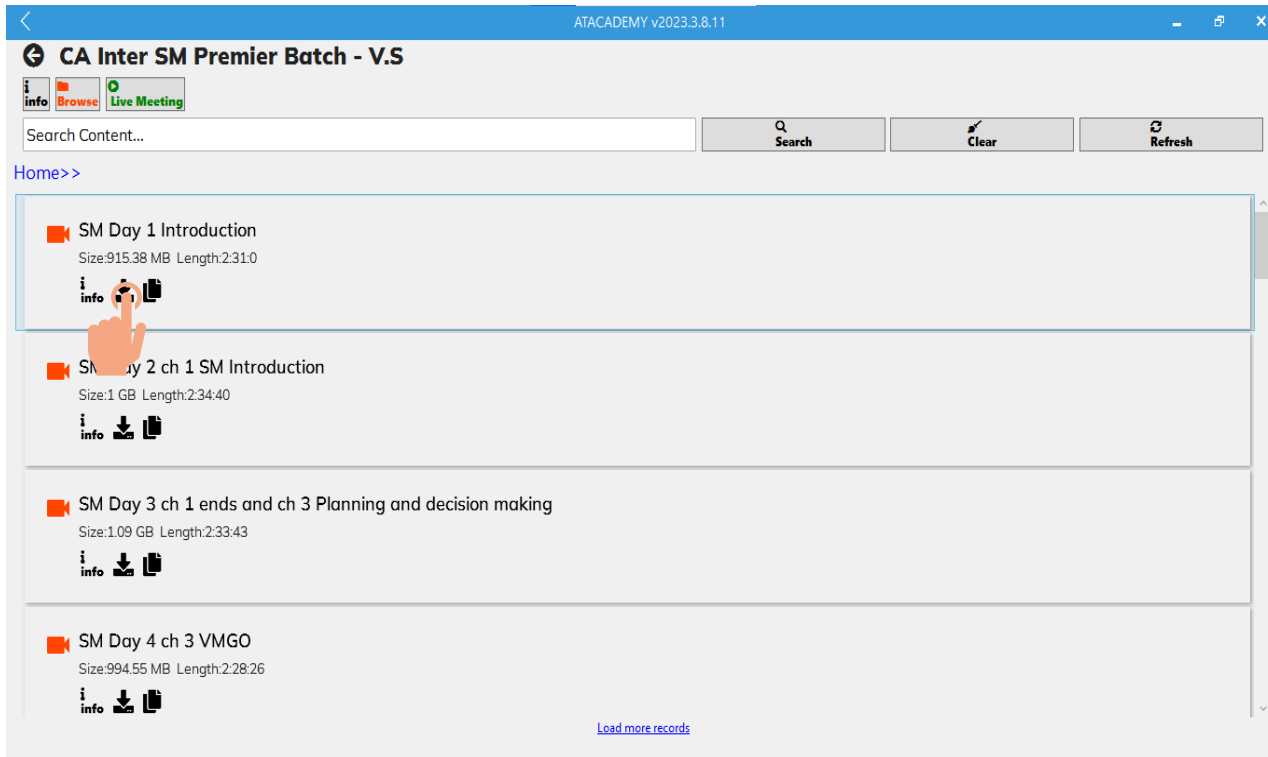 ATACADEMY v2023.3.8.11
CA Inter SM Premier Batch - V.S
info Browse Live Meeting
Search Content... Search Clear Refresh
Home>>
SM Day 1 Introduction
Size:915.38 MB Length:2:31:0
info
SM Day 2 ch 1 SM Introduction
Size:1 GB Length:2:34:40
info
SM Day 3 ch 1 ends and ch 3 Planning and decision making
Size:1.09 GB Length:2:33:43
info
SM Day 4 ch 3 VMGO
Size:994.55 MB Length:2:28:26
info
Load more records